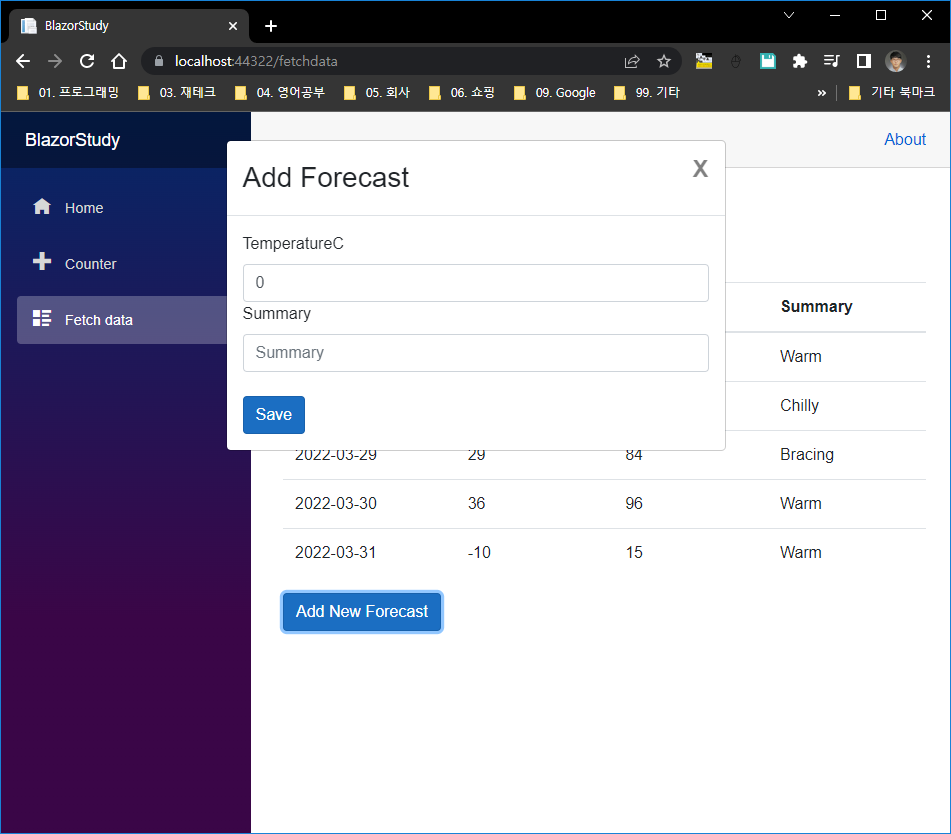 BlazorStudy
localhost:44322/fetchdata
01. 프로그래밍 03. 재테크 04. 영어공부 05. 회사 06. 쇼핑 09. Google 99. 기타 » 기타 북마크
BlazorStudy
About
Home
Counter
Fetch data
Add Forecast X
TemperatureC
0
Summary
Summary
Save
Summary
Warm
Chilly
2022-03-29 29 84 Bracing
2022-03-30 36 96 Warm
2022-03-31 -10 15 Warm
Add New Forecast